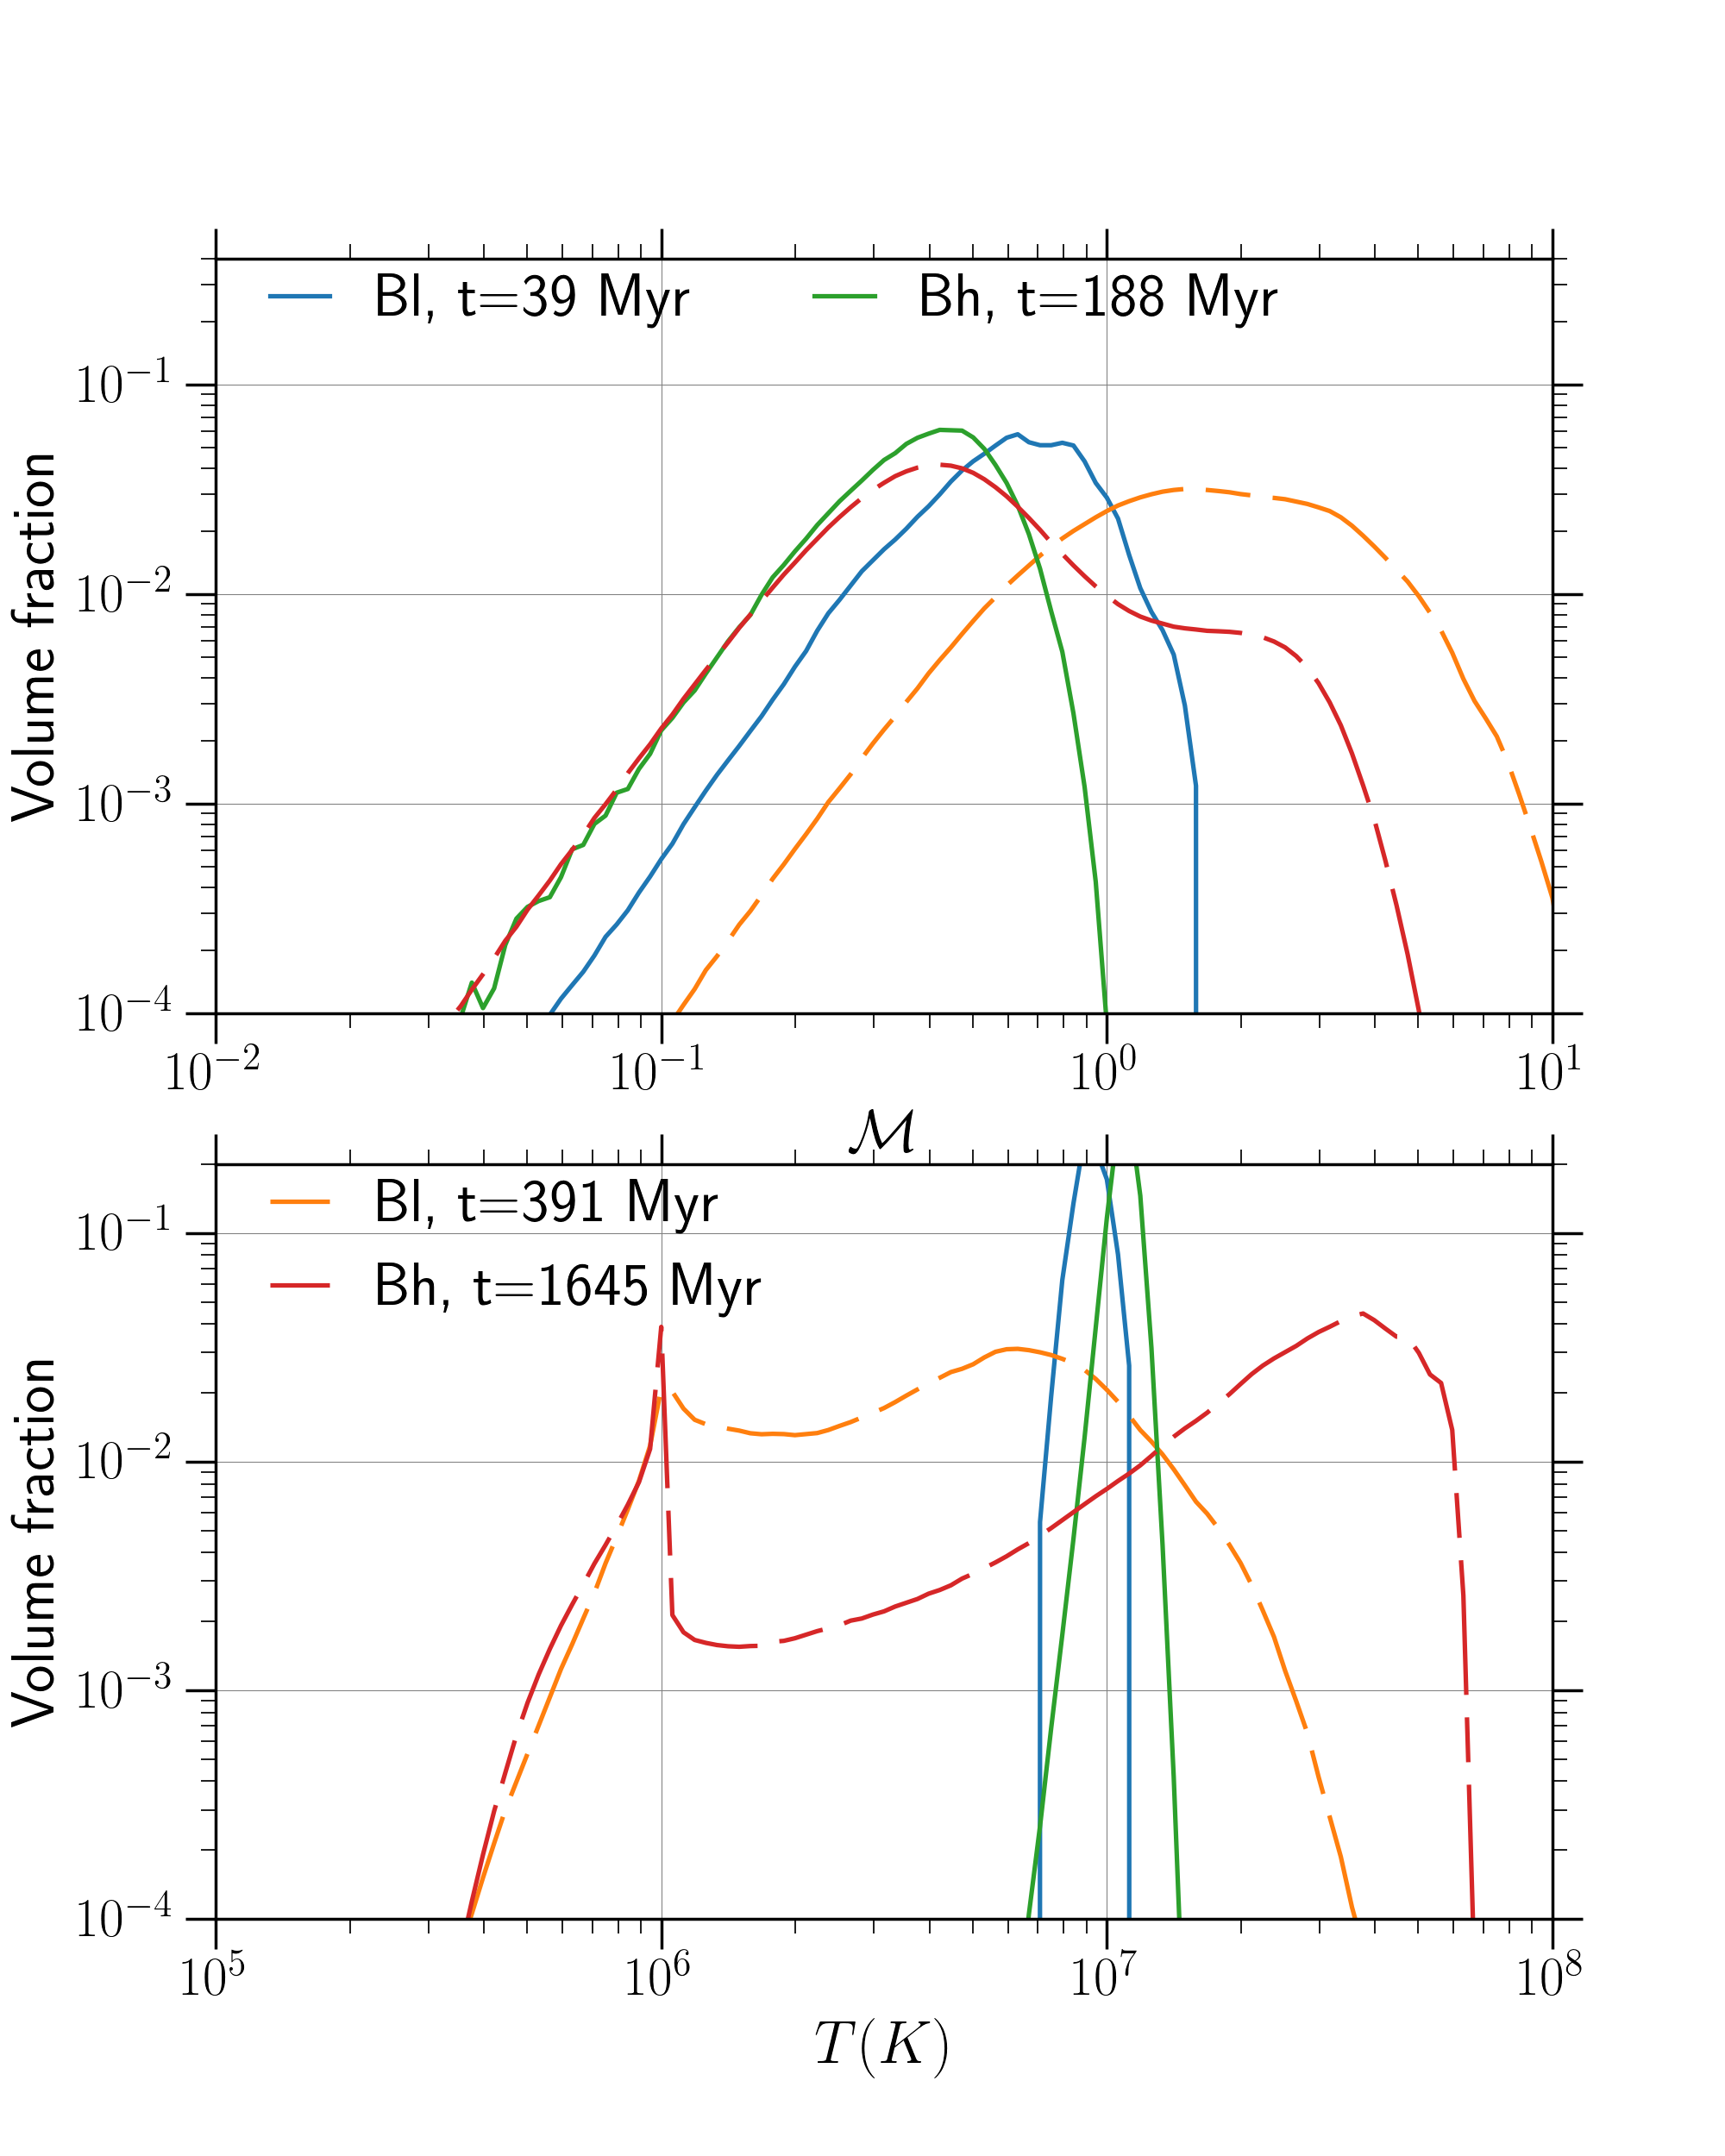 Bl, t=39 Myr Bh, t=188 Myr
Volume fraction
10⁻¹
10⁻²
10⁻³
10⁻⁴
10⁻² 10⁻¹ 10⁰ 10¹
ℳ
Bl, t=391 Myr
Bh, t=1645 Myr
Volume fraction
10⁻¹
10⁻²
10⁻³
10⁻⁴
10⁵ 10⁶ 10⁷ 10⁸
T(K)